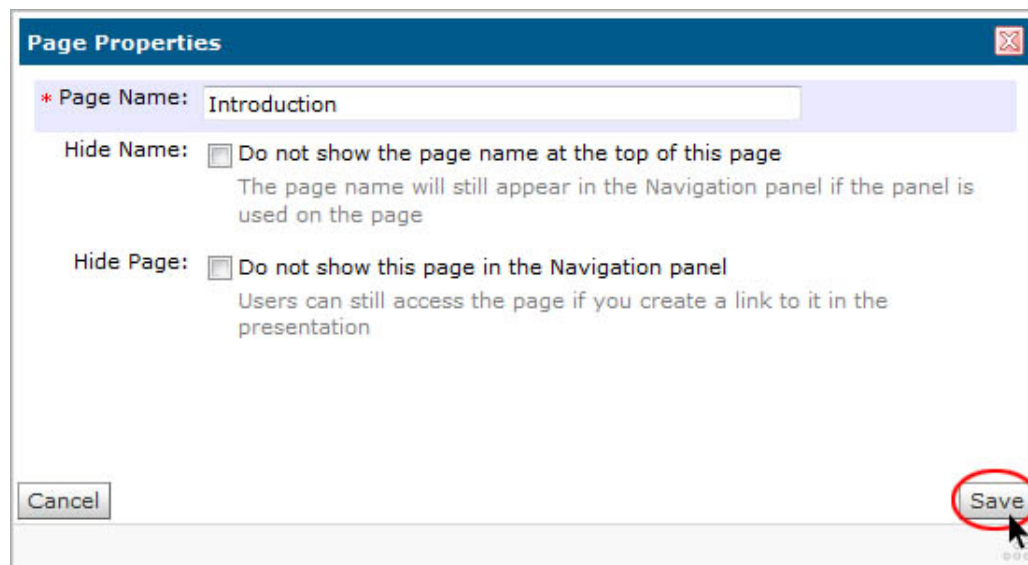 Page Properties
* Page Name: Introduction
Hide Name: Do not show the page name at the top of this page
The page name will still appear in the Navigation panel if the panel is
used on the page
Hide Page: Do not show this page in the Navigation panel
Users can still access the page if you create a link to it in the
presentation
Cancel Save